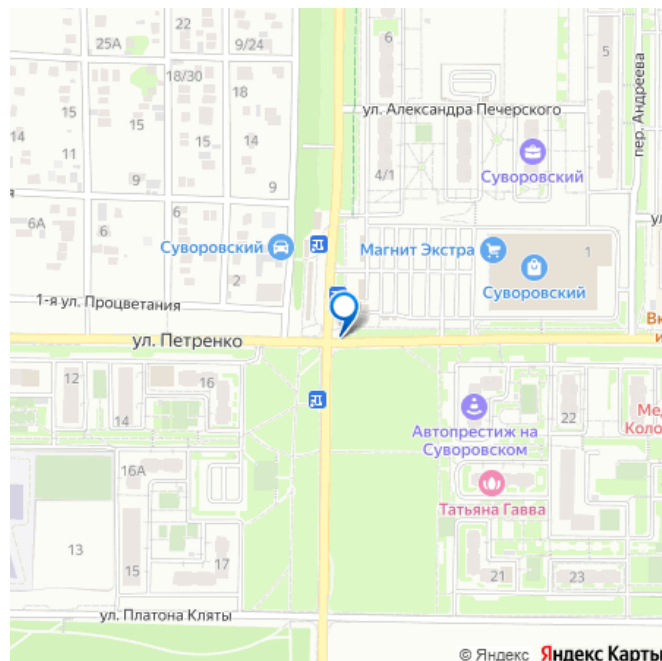 22
9/24
25А
6
5
18/30
18
15
ул. Александра Печерского
пер. Андреева
14
15
15
14
11
4/1
Суворовский
9
9
6А
6
6
Суворовский
Магнит Экстра
1
2
Суворовский
1-я ул. Процветания
ул. Петренко
Вк
и
12
16
14
22
Автопрестиж на
Суворовском
Ме
Коло
16А
Татьяна Гавва
13
15
17
21
23
ул. Платона Кляты
© Яндекс Яндекс Карты